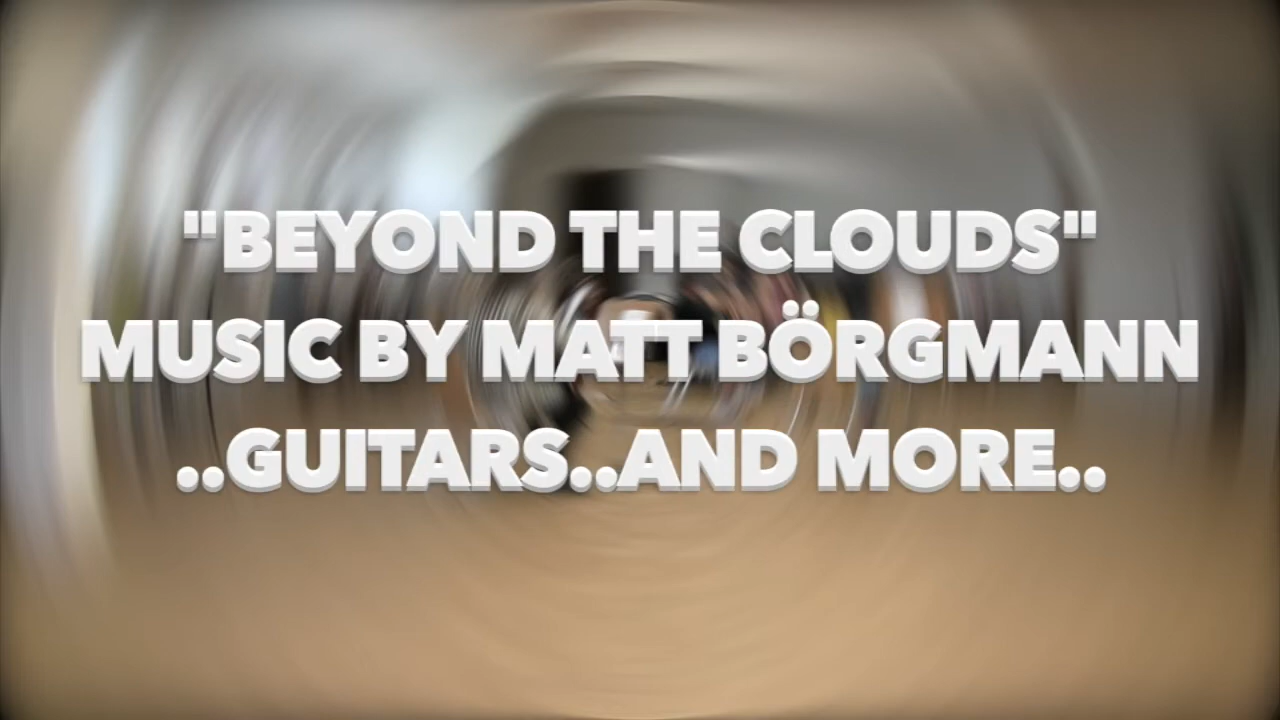 "BEYOND THE CLOUDS"
MUSIC BY MATT BÖRGMANN
..GUITARS..AND MORE..